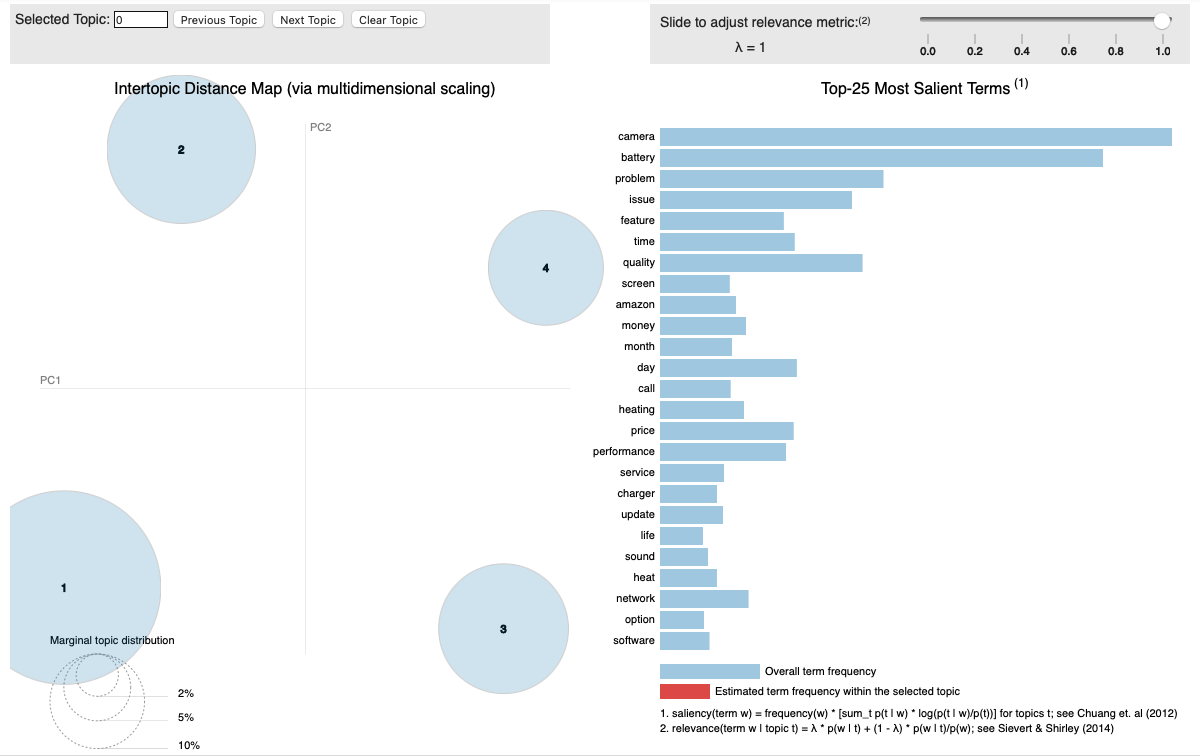 Selected Topic: 0 Previous Topic Next Topic Clear Topic
Slide to adjust relevance metric:(2)
λ = 1
0.0 0.2 0.4 0.6 0.8 1.0
Intertopic Distance Map (via multidimensional scaling)
PC2
PC1
2
4
1
3
Marginal topic distribution
2%
5%
10%
Top-25 Most Salient Terms (1)
camera
battery
problem
issue
feature
time
quality
screen
amazon
money
month
day
call
heating
price
performance
service
charger
update
life
sound
heat
network
option
software
Overall term frequency
Estimated term frequency within the selected topic
1. saliency(term w) = frequency(w) * [sum_t p(t | w) * log(p(t | w)/p(t))] for topics t; see Chuang et. al (2012)
2. relevance(term w | topic t) = λ * p(w | t) + (1 - λ) * p(w | t)/p(w); see Sievert & Shirley (2014)